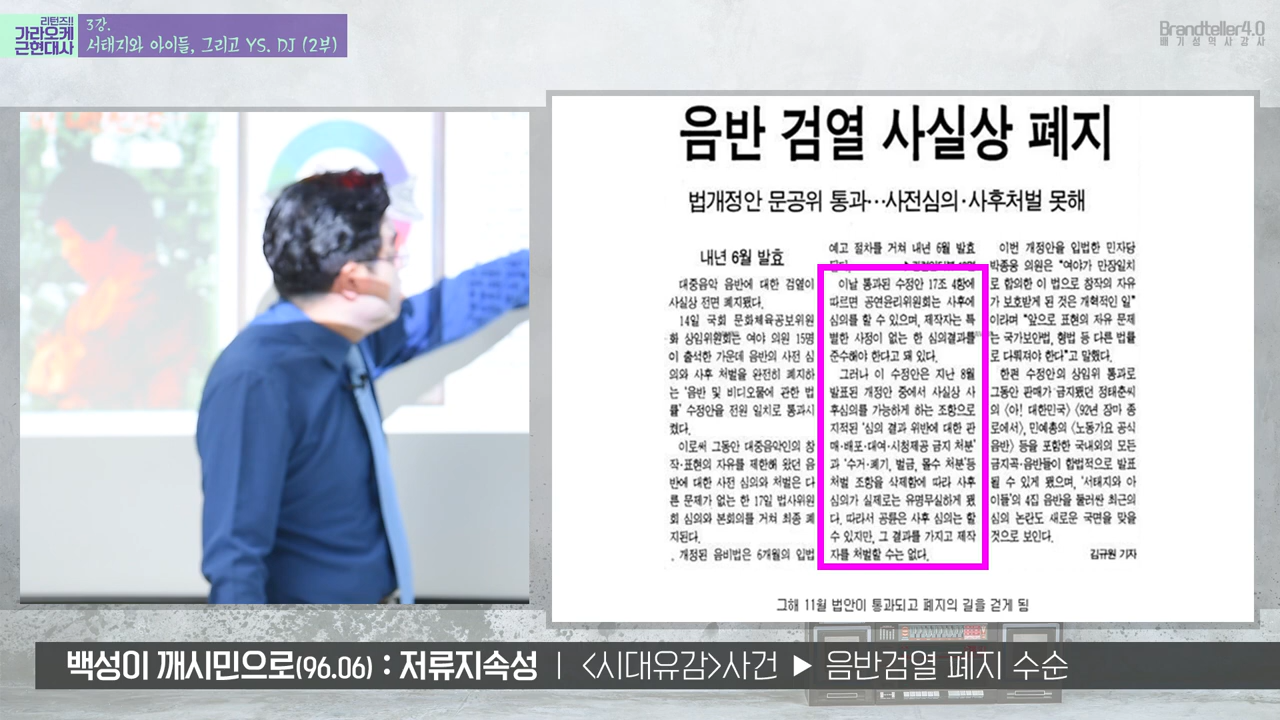 리턴즈!!
가라오케
근현대사
3강.
서태지와 아이들, 그리고 YS. DJ (2부)
Brandteller4.0
배기성역사강사
음반 검열 사실상 폐지
법개정안 문공위 통과…사전심의·사후처벌 못해
내년 6월 발효
대중음악 음반에 대한 검열이
사실상 전면 폐지됐다.
14일 국회 문화체육공보위원
회 상임위원회는 여야 의원 15명
이 출석한 가운데 음반의 사전 심
의와 사후 처벌을 완전히 폐지하
는 '음반 및 비디오물에 관한 법
률' 수정안을 전원 일치로 통과시
켰다.
이로써 그동안 대중음악인의 창
작·표현의 자유를 제한해 왔던 음
반에 대한 사전 심의와 처벌은 다
른 문제가 없는 한 17일 법사위원
회 심의와 본회의를 거쳐 최종 폐
지된다.
개정된 음비법은 6개월의 입법
예고 절차를 거쳐 내년 6월 발효
된다.
이날 통과된 수정안 17조 4항에
따르면 공연윤리위원회는 사후에
심의를 할 수 있으며, 제작자는 특
별한 사정이 없는 한 심의결과를
준수해야 한다고 돼 있다.
그러나 이 수정안은 지난 8월
발표된 개정안 중에서 사실상 사
후심의를 가능하게 하는 조항으로
지적된 '심의 결과 위반에 대한 판
매·배포·대여·시청제공 금지 처분'
과 '수거·폐기, 벌금, 몰수 처분'등
처벌 조항을 삭제함에 따라 사후
심의가 실제로는 유명무실하게 됐
다. 따라서 공륜은 사후 심의는 할
수 있지만, 그 결과를 가지고 제작
자를 처벌할 수는 없다.
이번 개정안을 입법한 민자당
박종웅 의원은 "여야가 만장일치
로 합의한 이 법으로 창작의 자유
가 보호받게 된 것은 개혁적인 일"
이라며 "앞으로 표현의 자유 문제
는 국가보안법, 형법 등 다른 법률
로 다뤄져야 한다"고 말했다.
한편 수정안의 상임위 통과로
그동안 판매가 금지됐던 정태춘씨
의 〈아! 대한민국〉〈92년 장마 종
로에서〉, 민예총의 〈노동가요 공식
음반〉 등을 포함한 국내외의 모든
금지곡·음반들이 합법적으로 발표
될 수 있게 됐으며, '서태지와 아
이들'의 4집 음반을 둘러싼 최근의
심의 논란도 새로운 국면을 맞을
것으로 보인다.
김규원 기자
그해 11월 법안이 통과되고 폐지의 길을 걷게 됨
백성이 깨시민으로(96.06) : 저류지속성 | <시대유감>사건 ▶ 음반검열 폐지 수순